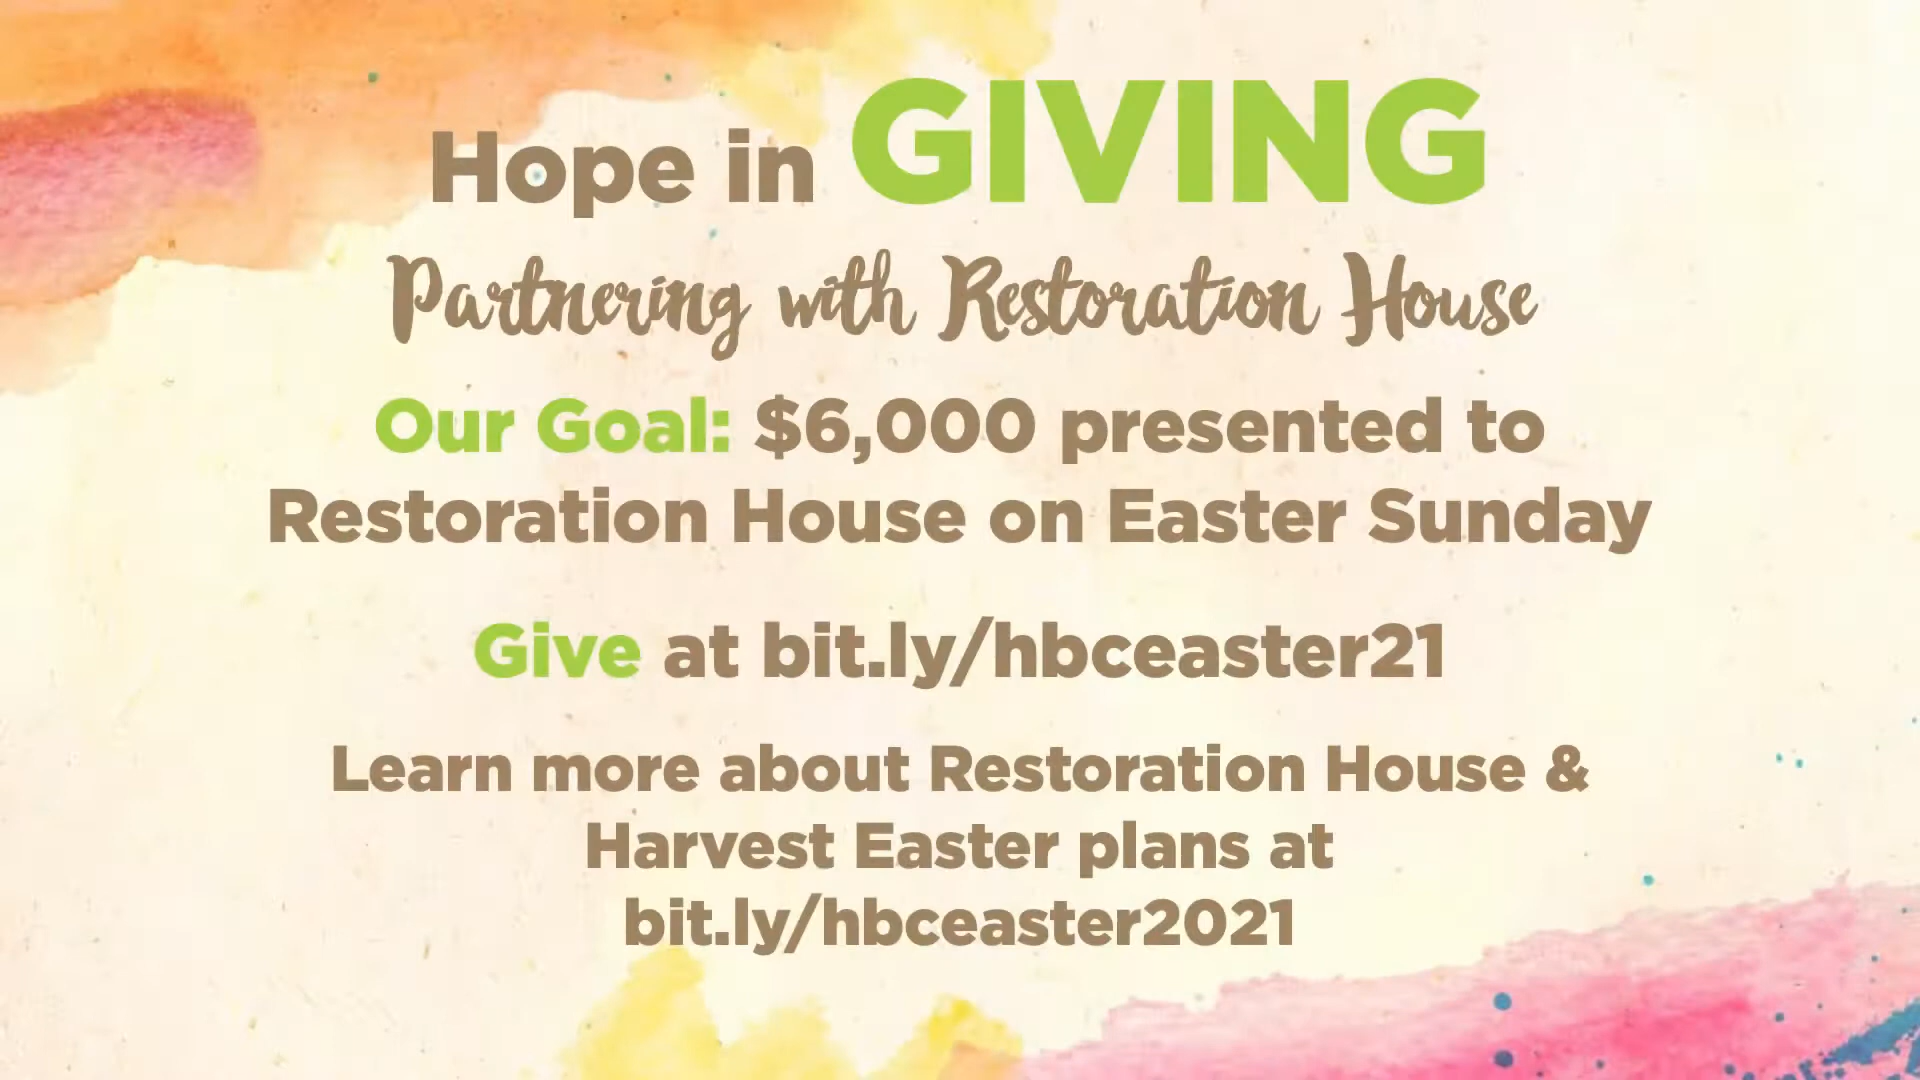 Hope in GIVING
Partnering with Restoration House
Our Goal: $6,000 presented to
Restoration House on Easter Sunday
Give at bit.ly/hbceaster21
Learn more about Restoration House &
Harvest Easter plans at
bit.ly/hbceaster2021